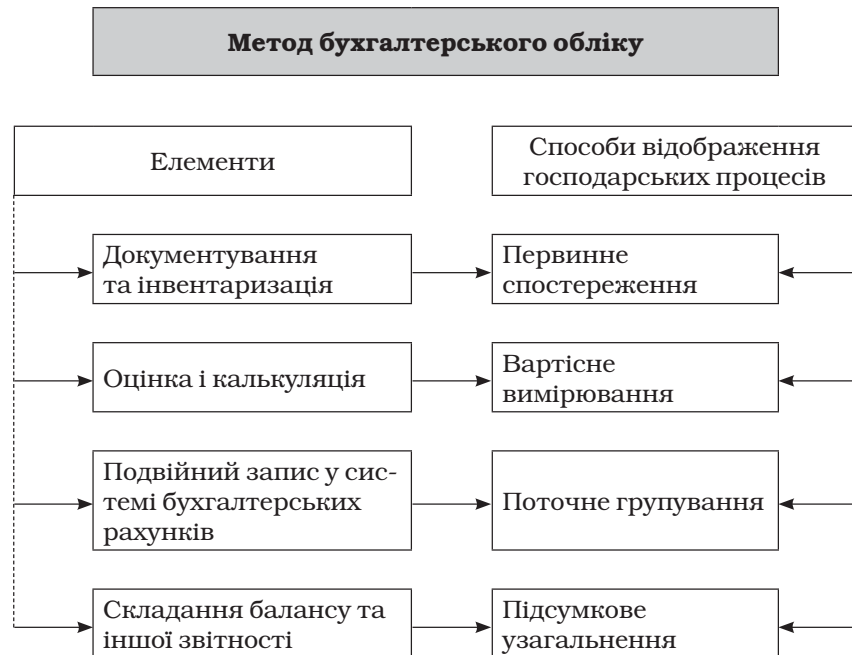 Метод бухгалтерського обліку
Елементи
Способи відображення
господарських процесів
Документування
та інвентаризація
Первинне
спостереження
Оцінка і калькуляція
Вартісне
вимірювання
Подвійний запис у сис-
темі бухгалтерських
рахунків
Поточне групування
Складання балансу та
іншої звітності
Підсумкове
узагальнення